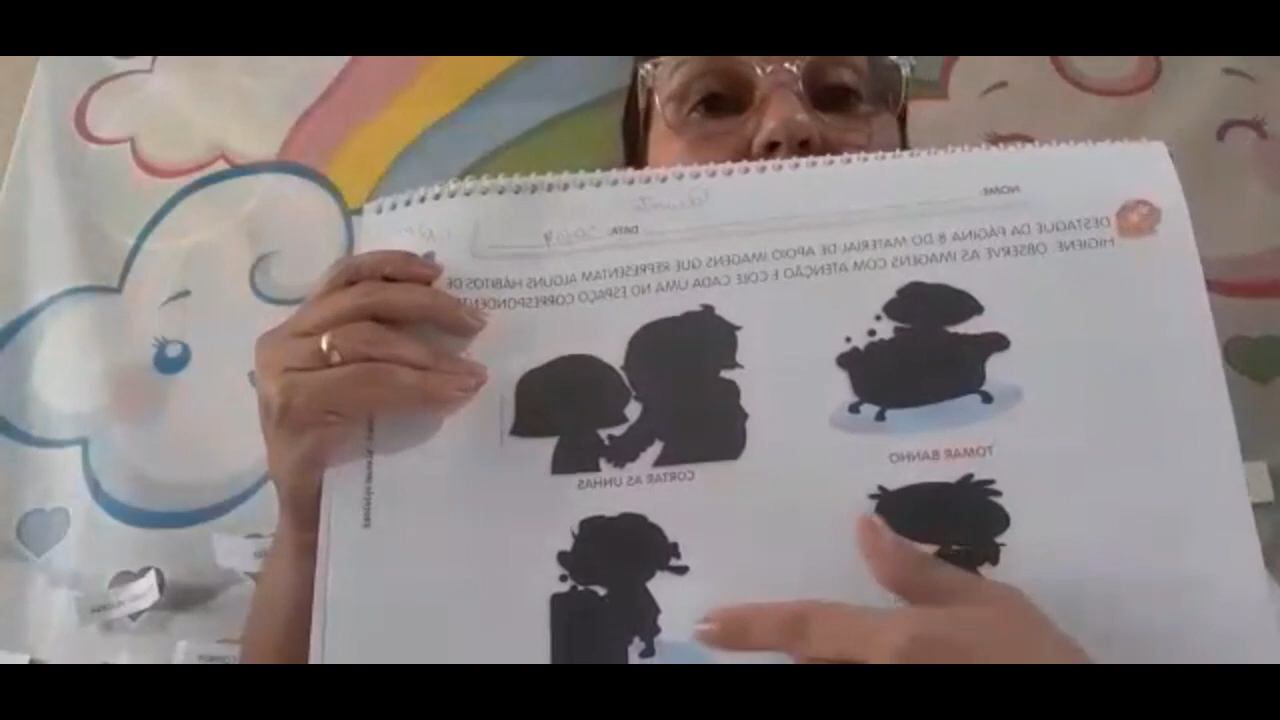 NOME:
DATA:
DESTAQUE DA PÁGINA 8 DO MATERIAL DE APOIO IMAGENS QUE REPRESENTAM ALGUNS HÁBITOS DE
HIGIENE. OBSERVE AS IMAGENS COM ATENÇÃO E COLE CADA UMA NO ESPAÇO CORRESPONDENTE
TOMAR BANHO
CORTAR AS UNHAS